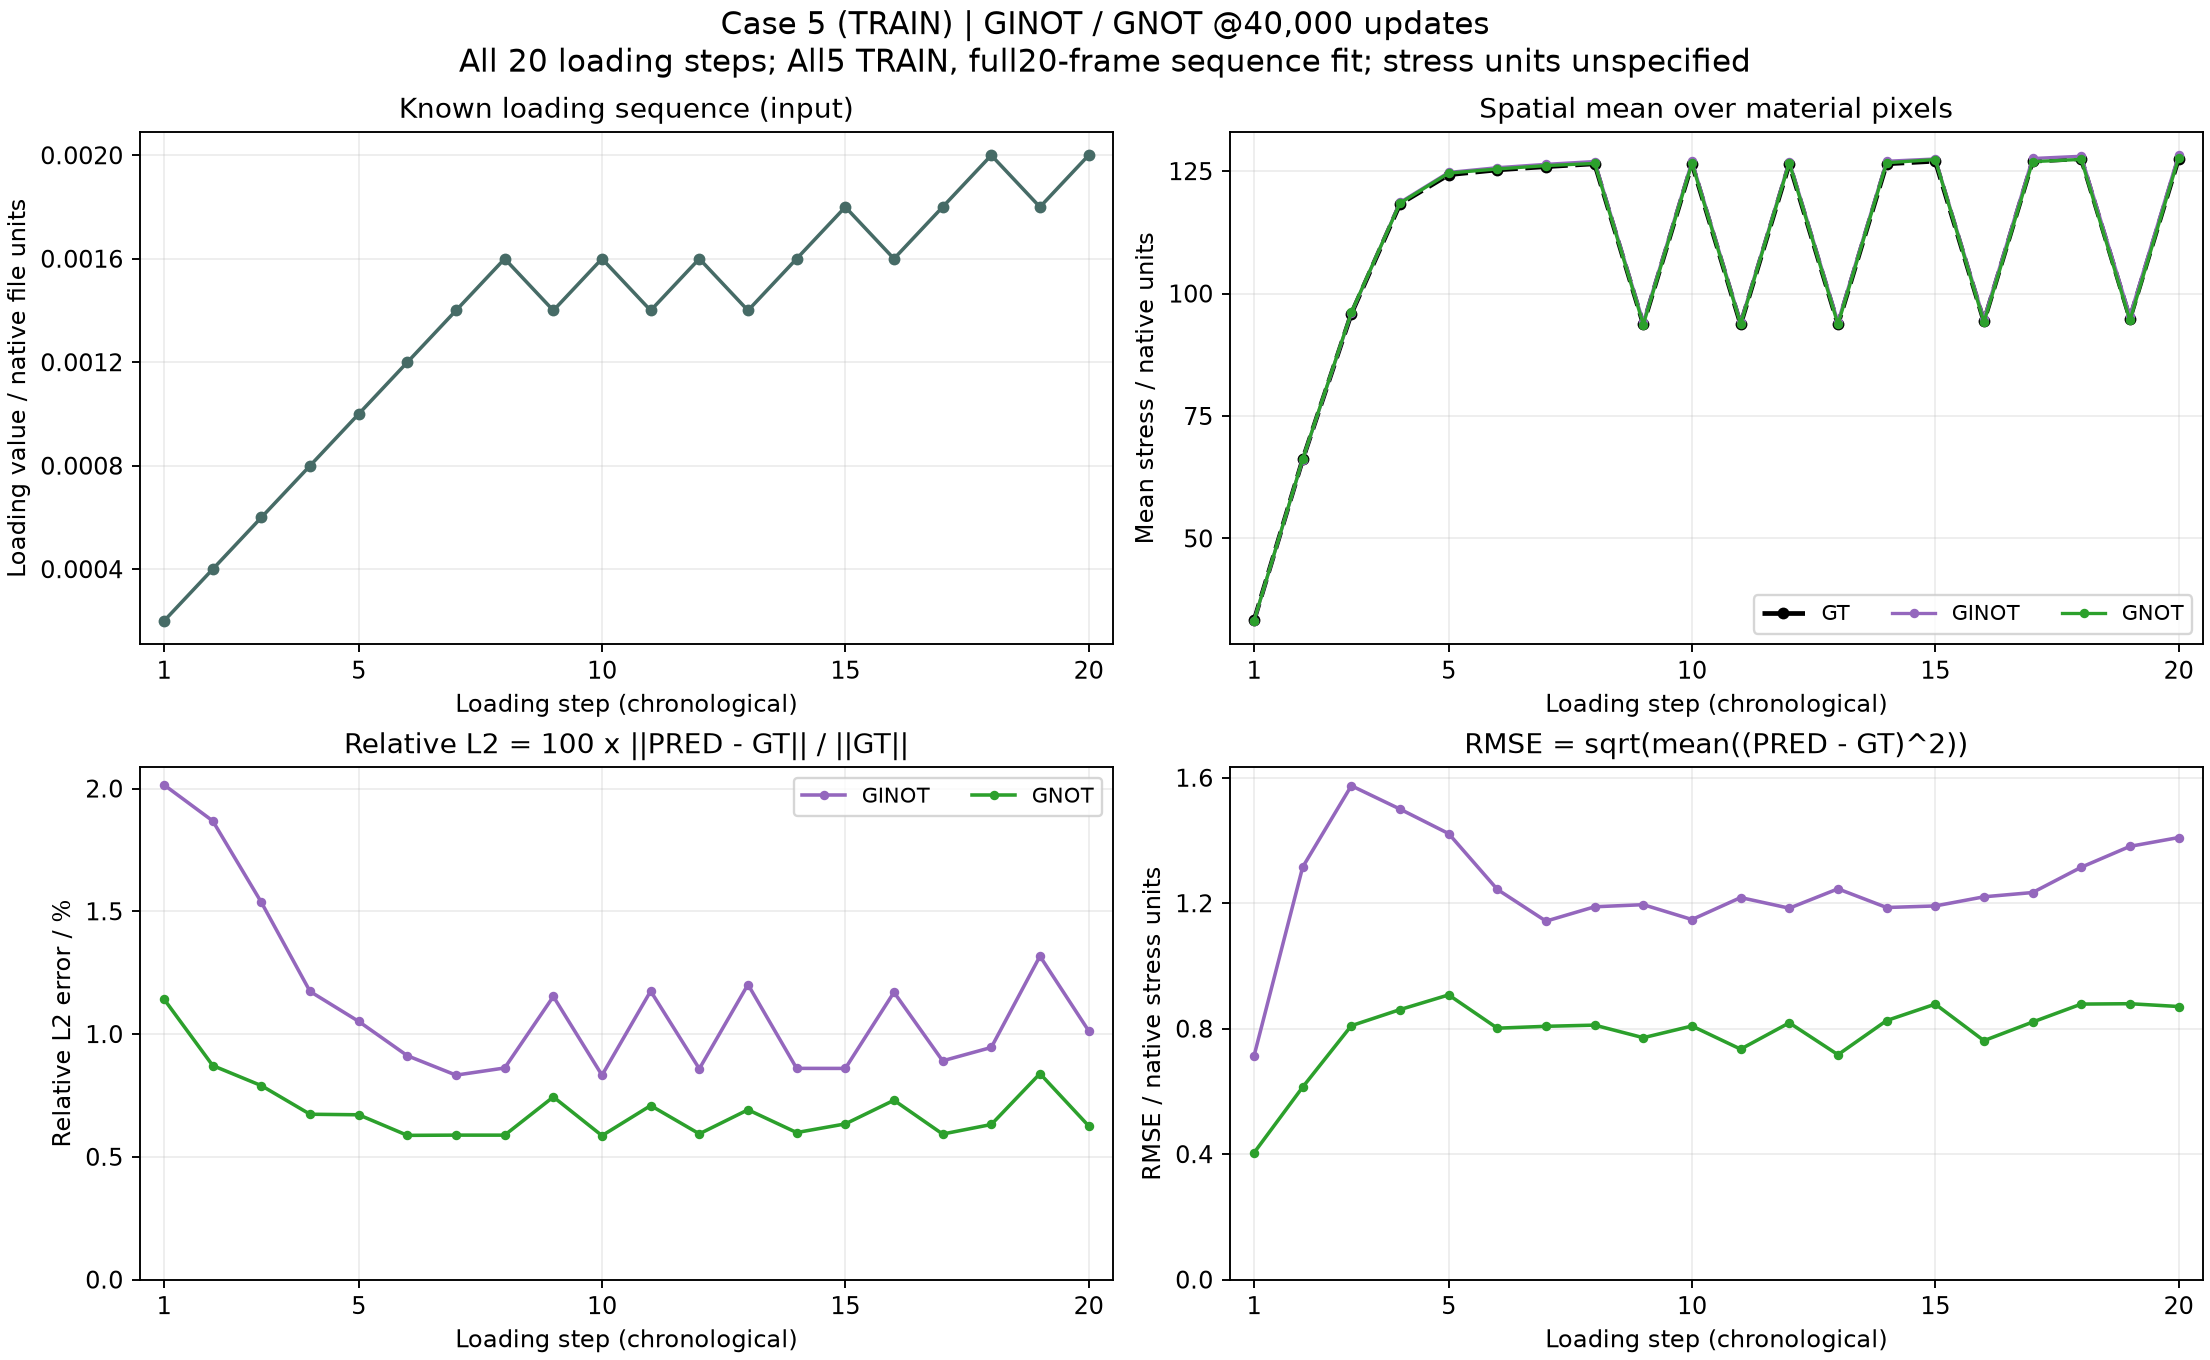 Case 5 (TRAIN) | GINOT / GNOT @40,000 updates
All 20 loading steps; All5 TRAIN, full20-frame sequence fit; stress units unspecified
Known loading sequence (input)
Loading value / native file units
0.0020
0.0016
0.0012
0.0008
0.0004
1
5
10
15
20
Loading step (chronological)
Spatial mean over material pixels
Mean stress / native units
125
100
75
50
GT
GINOT
GNOT
1
5
10
15
20
Loading step (chronological)
Relative L2 = 100 x ||PRED - GT|| / ||GT||
Relative L2 error / %
2.0
1.5
1.0
0.5
0.0
GINOT
GNOT
1
5
10
15
20
Loading step (chronological)
RMSE = sqrt(mean((PRED - GT)^2))
RMSE / native stress units
1.6
1.2
0.8
0.4
0.0
1
5
10
15
20
Loading step (chronological)